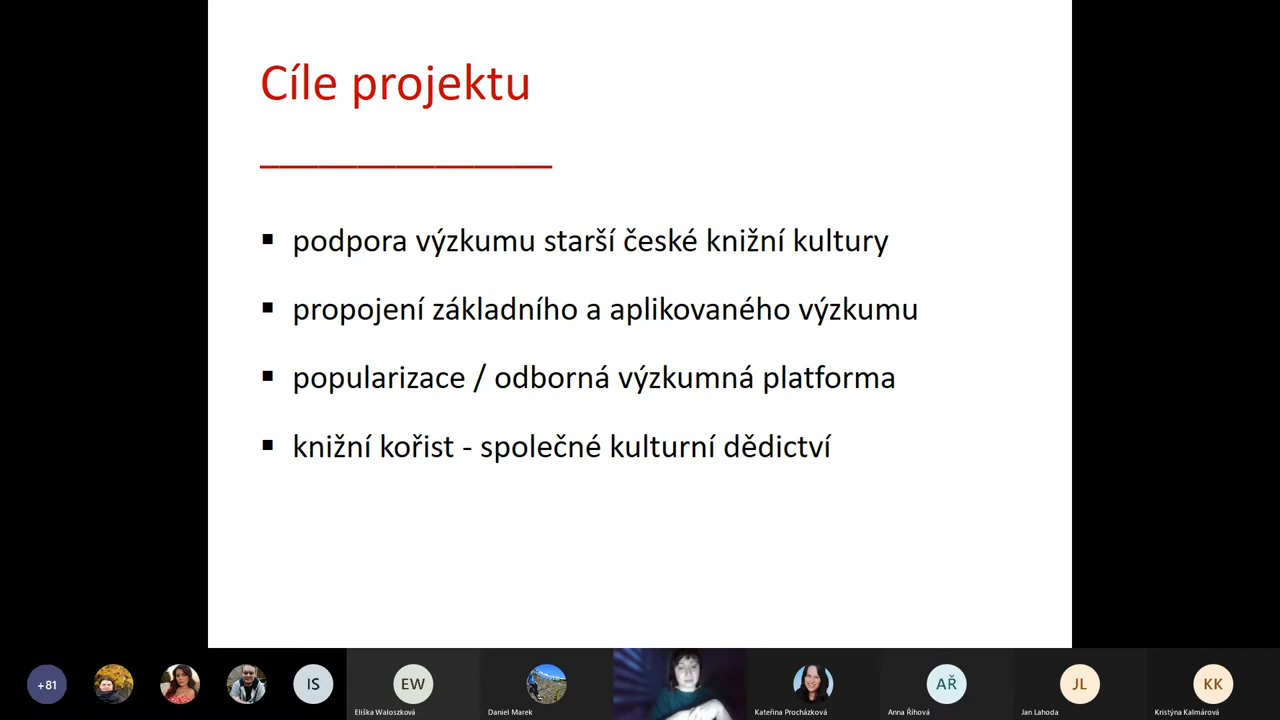 Cíle projektu
_______________
▪ podpora výzkumu starší české knižní kultury
▪ propojení základního a aplikovaného výzkumu
▪ popularizace / odborná výzkumná platforma
▪ knižní kořist - společné kulturní dědictví
+81
IS
EW
AŘ
JL
KK
Eliška Waloszková
Daniel Marek
Kateřina Procházková
Anna Říhová
Jan Lahoda
Kristýna Kalmárová